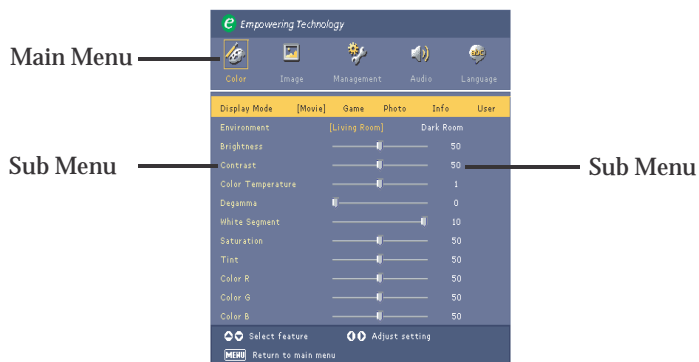 e Empowering Technology
Main Menu
Color Image Management Audio Language
Display Mode [Movie] Game Photo Info User
Environment [Living Room] Dark Room
Brightness 50
Sub Menu
Contrast 50
Sub Menu
Color Temperature 1
Degamma 0
White Segment 10
Saturation 50
Tint 50
Color R 50
Color G 50
Color B 50
Select feature Adjust setting
MENU Return to main menu